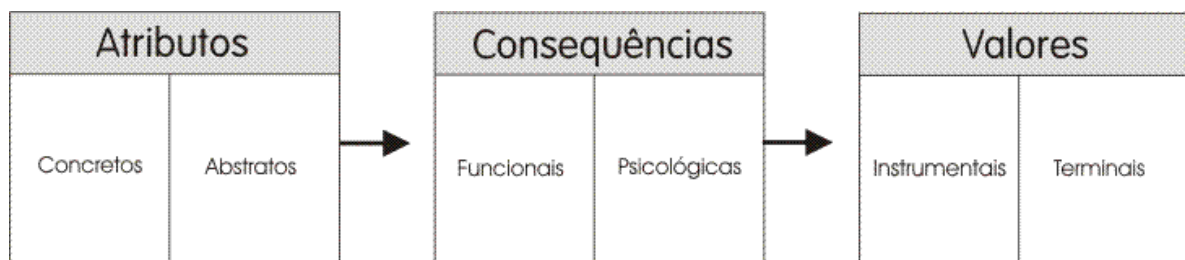 Atributos
Consequências
Valores
Concretos
Abstratos
Funcionais
Psicológicas
Instrumentais
Terminais